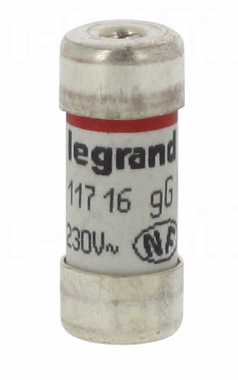 legrand
117 16 gG
230V~ NF